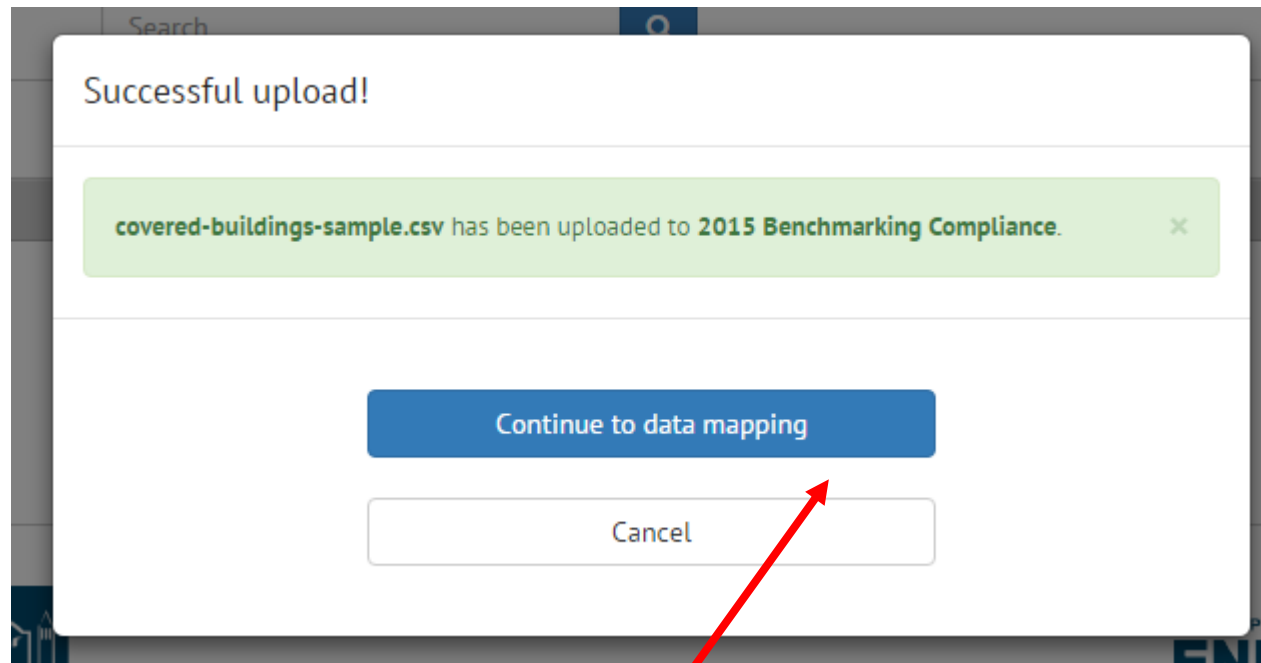 Search
Successful upload!
covered-buildings-sample.csv has been uploaded to 2015 Benchmarking Compliance. ×
Continue to data mapping
Cancel